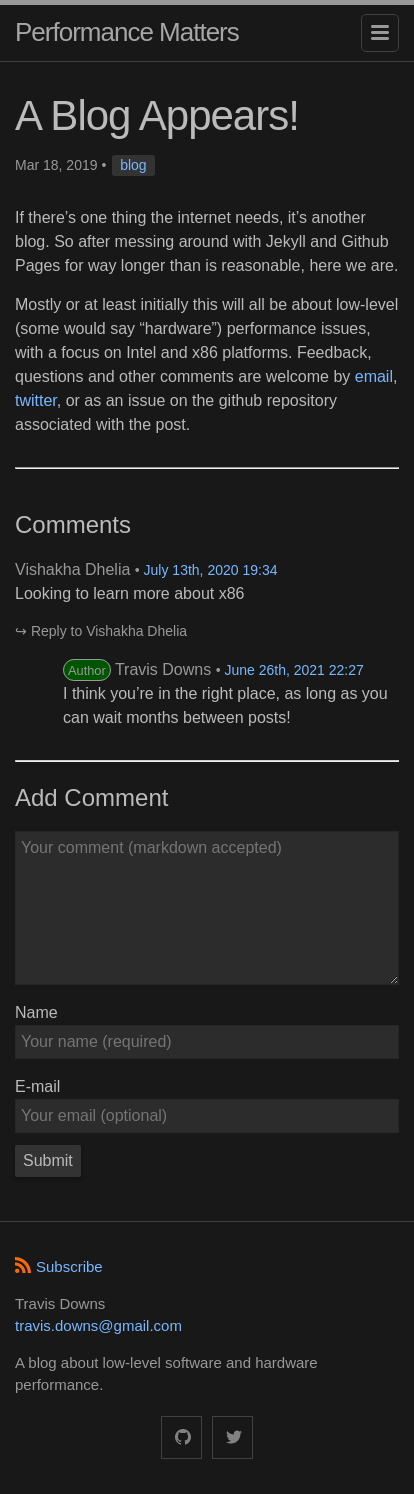 Performance Matters
A Blog Appears!
Mar 18, 2019 • blog
If there’s one thing the internet needs, it’s another
blog. So after messing around with Jekyll and Github
Pages for way longer than is reasonable, here we are.
Mostly or at least initially this will all be about low-level
(some would say “hardware”) performance issues,
with a focus on Intel and x86 platforms. Feedback,
questions and other comments are welcome by email,
twitter, or as an issue on the github repository
associated with the post.
Comments
Vishakha Dhelia • July 13th, 2020 19:34
Looking to learn more about x86
↪ Reply to Vishakha Dhelia
Author Travis Downs • June 26th, 2021 22:27
I think you’re in the right place, as long as you
can wait months between posts!
Add Comment
Your comment (markdown accepted)
Name
Your name (required)
E-mail
Your email (optional)
Submit
Subscribe
Travis Downs
travis.downs@gmail.com
A blog about low-level software and hardware
performance.